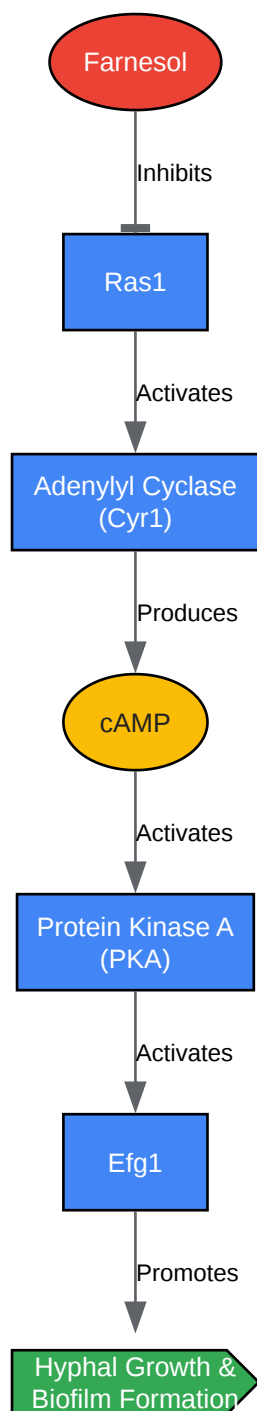 Farnesol
Inhibits
Ras1
Activates
Adenylyl Cyclase
(Cyr1)
Produces
cAMP
Activates
Protein Kinase A
(PKA)
Activates
Efg1
Promotes
Hyphal Growth &
Biofilm Formation